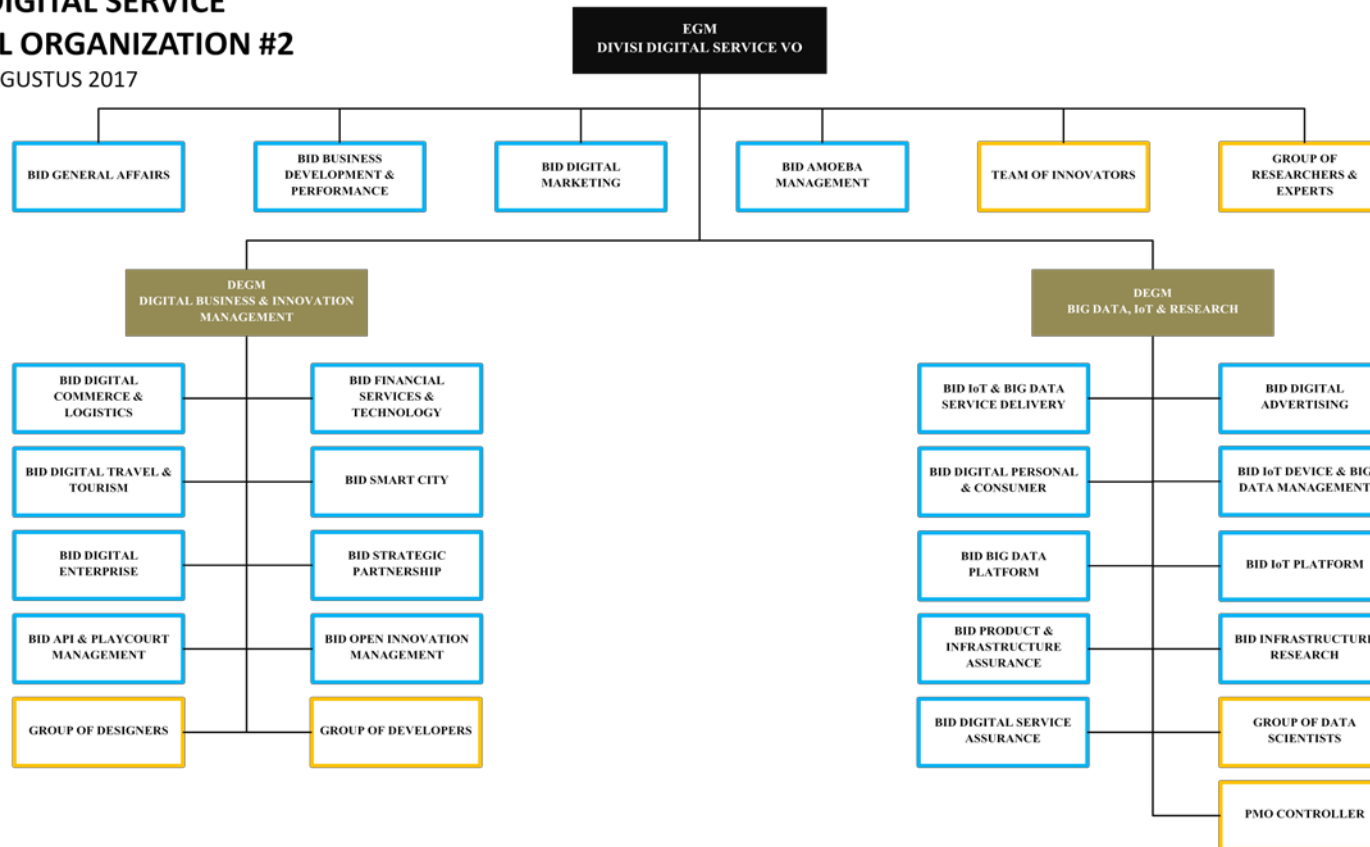 DIGITAL SERVICE
L ORGANIZATION #2
GUSTUS 2017
EGM
DIVISI DIGITAL SERVICE VO
BID GENERAL AFFAIRS
BID BUSINESS
DEVELOPMENT &
PERFORMANCE
BID DIGITAL
MARKETING
BID AMOEBA
MANAGEMENT
TEAM OF INNOVATORS
GROUP OF
RESEARCHERS &
EXPERTS
DEGM
DIGITAL BUSINESS & INNOVATION
MANAGEMENT
DEGM
BIG DATA, IoT & RESEARCH
BID DIGITAL
COMMERCE &
LOGISTICS
BID FINANCIAL
SERVICES &
TECHNOLOGY
BID IoT & BIG DATA
SERVICE DELIVERY
BID DIGITAL
ADVERTISING
BID DIGITAL TRAVEL &
TOURISM
BID SMART CITY
BID DIGITAL PERSONAL
& CONSUMER
BID IoT DEVICE & BIG
DATA MANAGEMENT
BID DIGITAL
ENTERPRISE
BID STRATEGIC
PARTNERSHIP
BID BIG DATA
PLATFORM
BID IoT PLATFORM
BID API & PLAYCOURT
MANAGEMENT
BID OPEN INNOVATION
MANAGEMENT
BID PRODUCT &
INFRASTRUCTURE
ASSURANCE
BID INFRASTRUCTURE
RESEARCH
GROUP OF DESIGNERS
GROUP OF DEVELOPERS
BID DIGITAL SERVICE
ASSURANCE
GROUP OF DATA
SCIENTISTS
PMO CONTROLLER